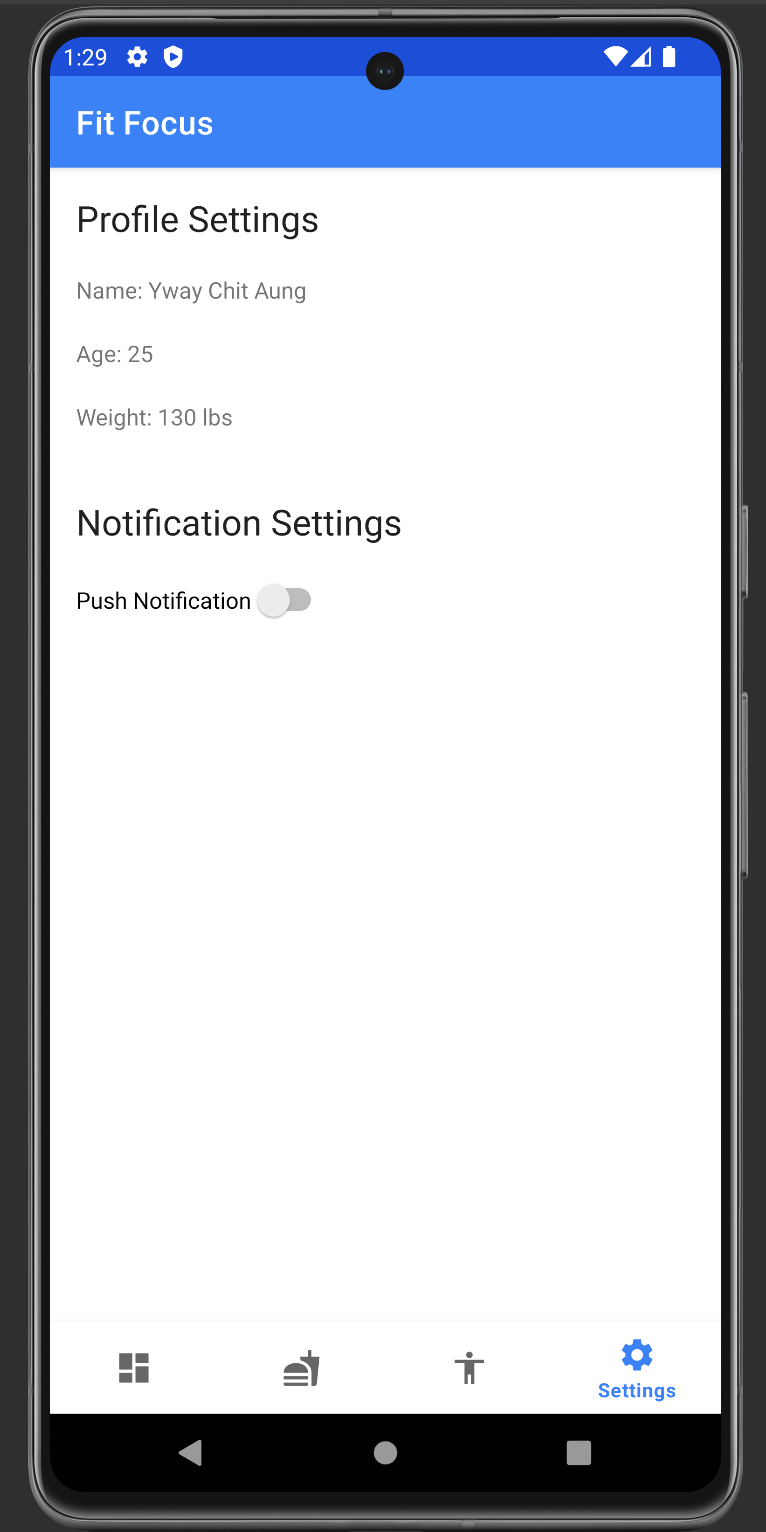 1:29
Fit Focus
Profile Settings
Name: Yway Chit Aung
Age: 25
Weight: 130 lbs
Notification Settings
Push Notification
Settings